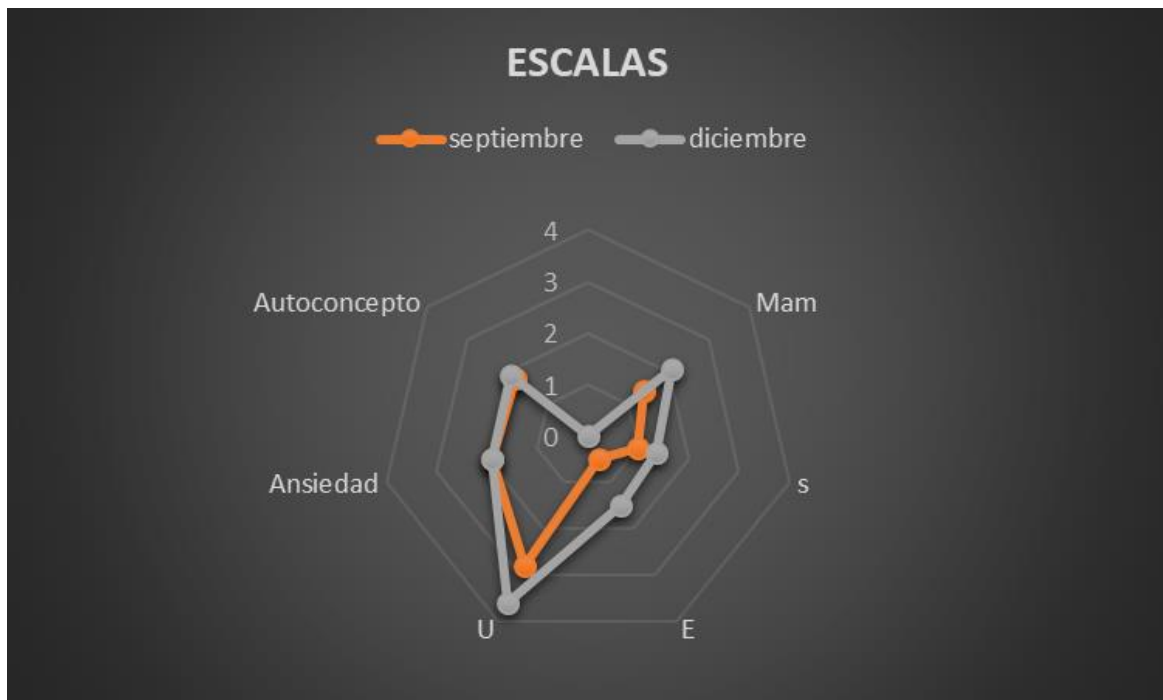 ESCALAS
septiembre diciembre
4
3
2
1
0
Mam
s
E
U
Ansiedad
Autoconcepto